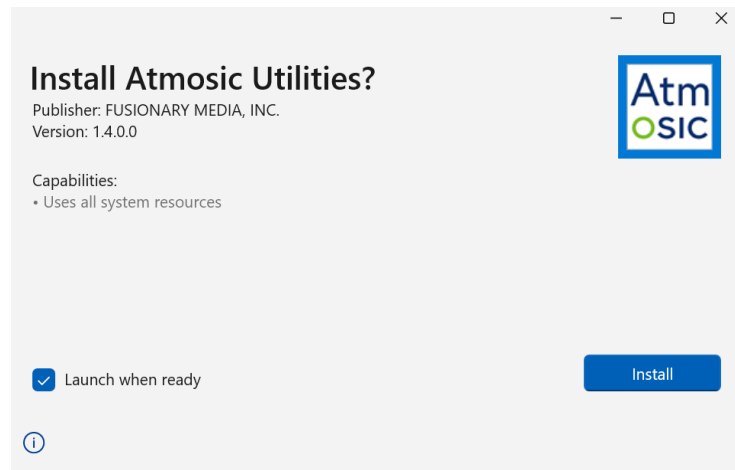 Install Atmosic Utilities?
Publisher: FUSIONARY MEDIA, INC.
Version: 1.4.0.0
Atm
osic
Capabilities:
• Uses all system resources
Launch when ready
Install